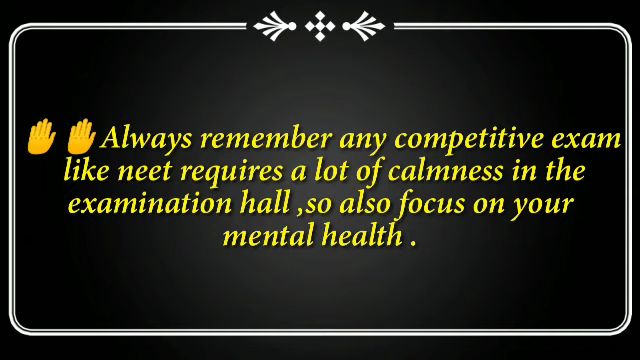 ✋ ✋Always remember any competitive exam
like neet requires a lot of calmness in the
examination hall ,so also focus on your
mental health .